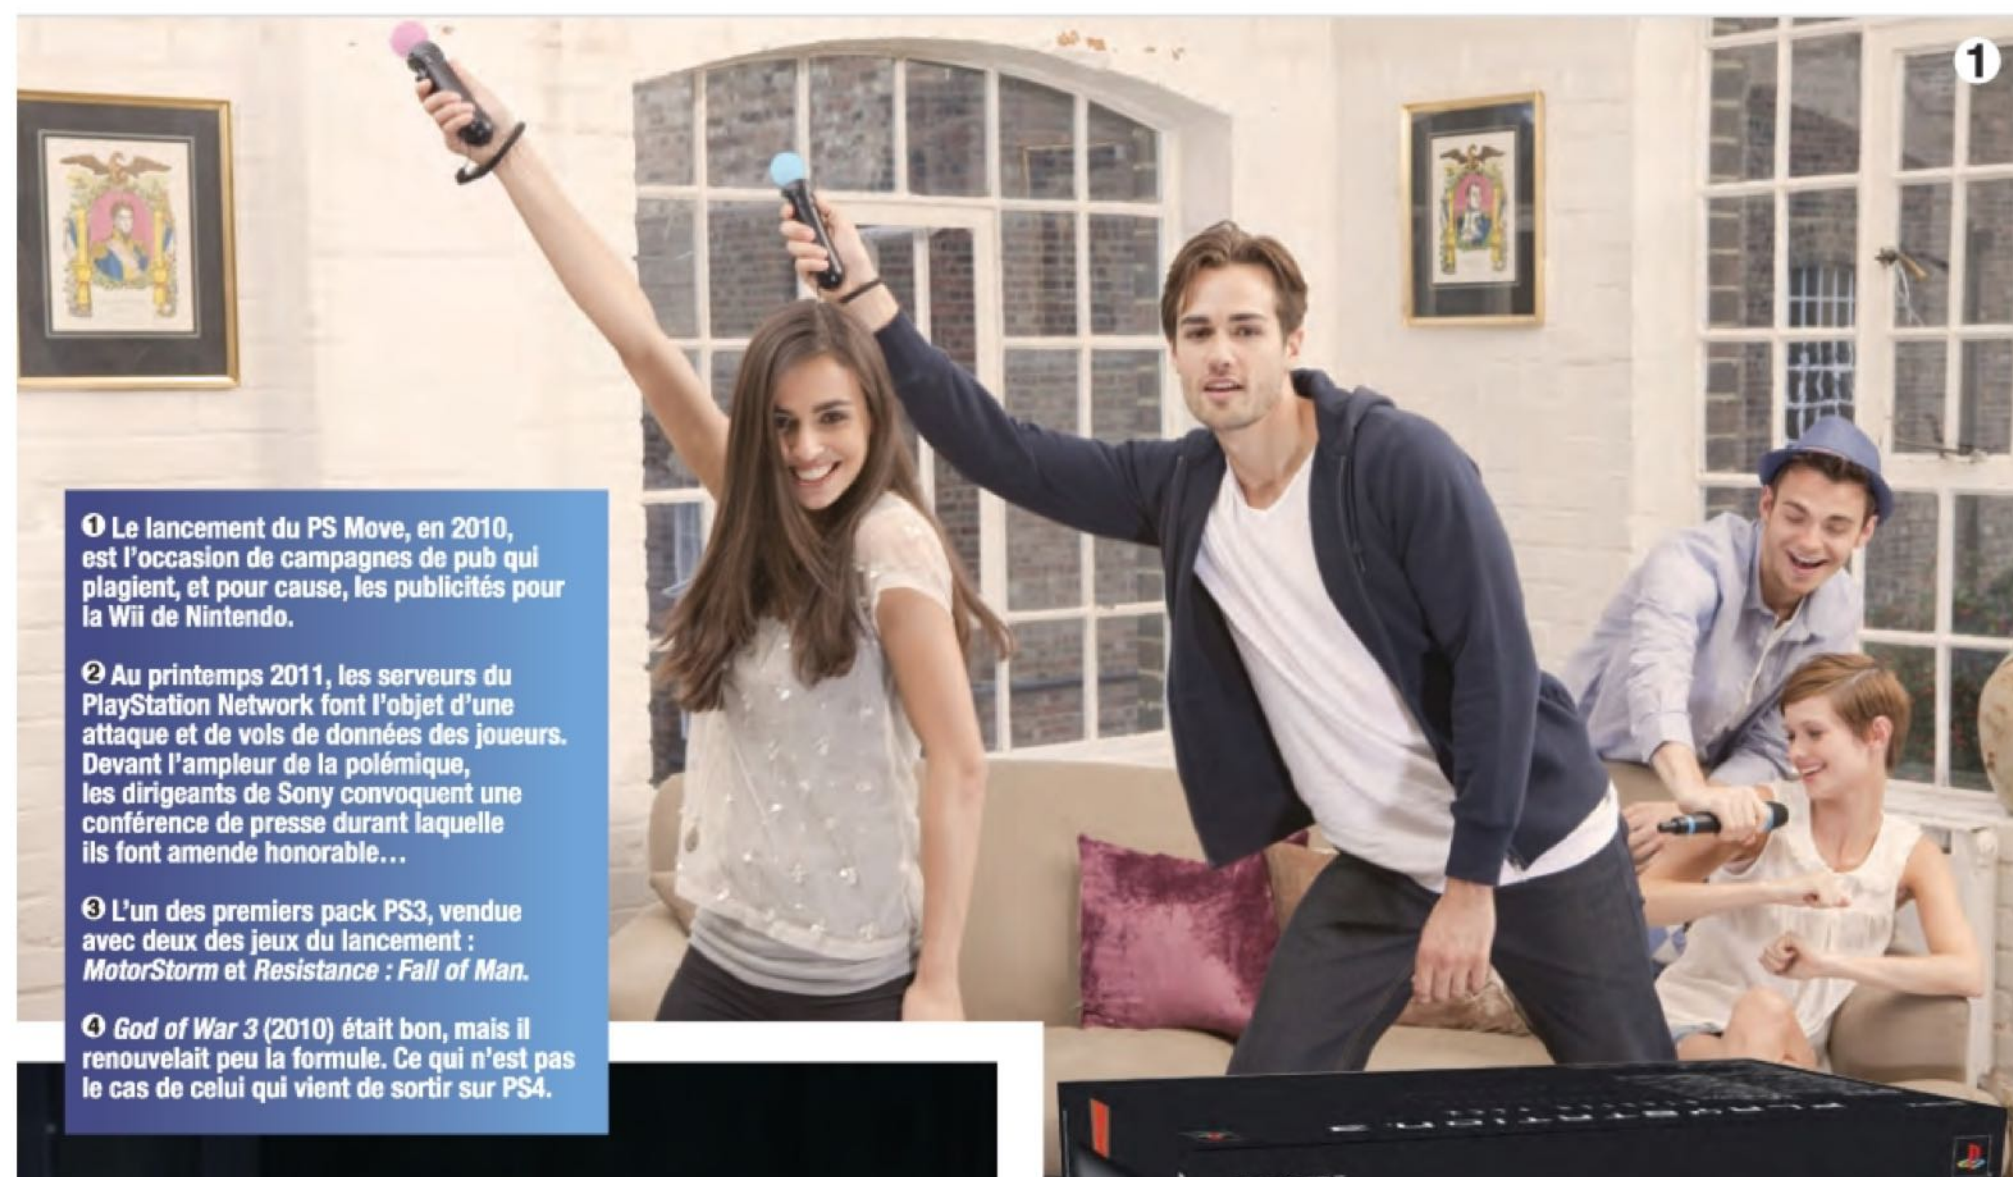 1
❶ Le lancement du PS Move, en 2010,
est l’occasion de campagnes de pub qui
plagient, et pour cause, les publicités pour
la Wii de Nintendo.
❷ Au printemps 2011, les serveurs du
PlayStation Network font l’objet d’une
attaque et de vols de données des joueurs.
Devant l’ampleur de la polémique,
les dirigeants de Sony convoquent une
conférence de presse durant laquelle
ils font amende honorable…
❸ L’un des premiers pack PS3, vendue
avec deux des jeux du lancement :
MotorStorm et Resistance : Fall of Man.
❹ God of War 3 (2010) était bon, mais il
renouvelait peu la formule. Ce qui n’est pas
le cas de celui qui vient de sortir sur PS4.
PLAYSTATION 3